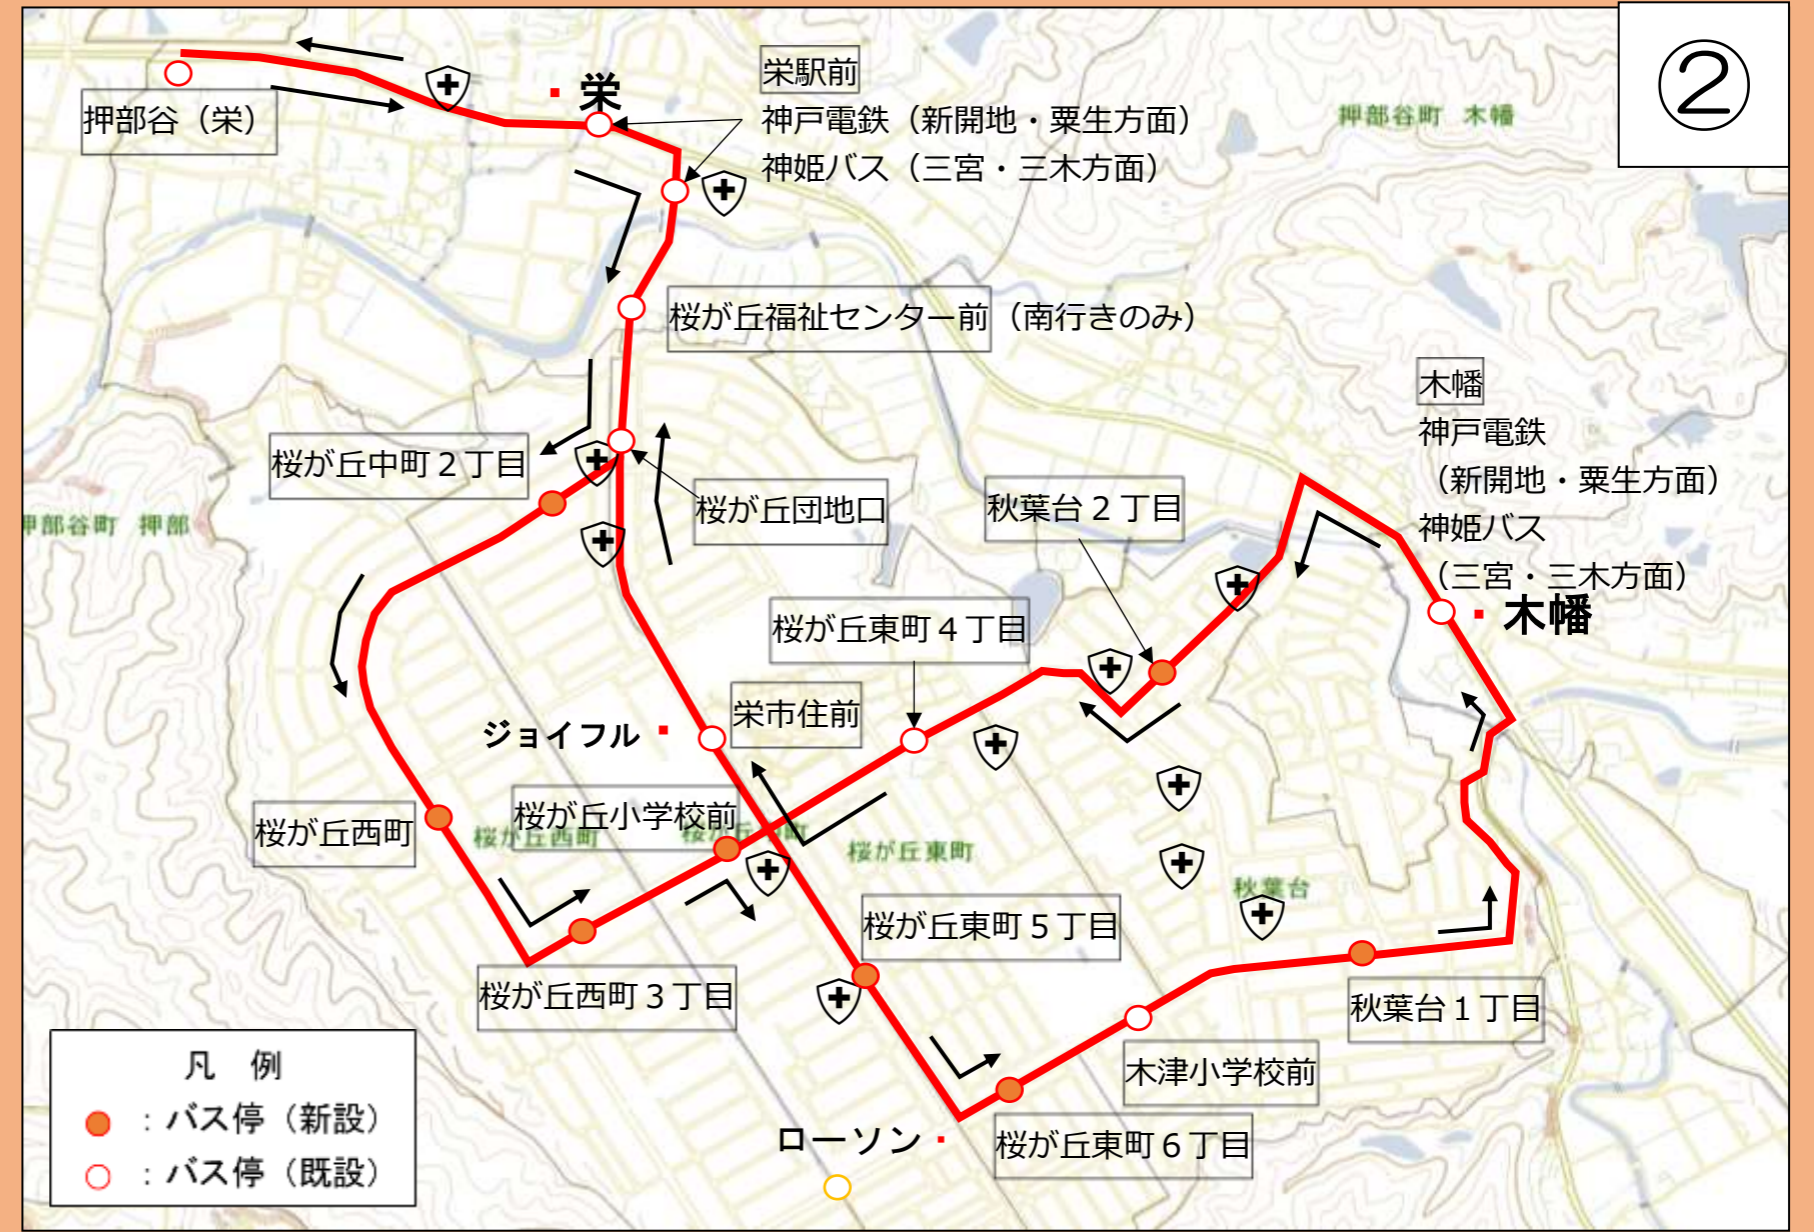 ②
押部谷（栄）
栄
栄駅前
神戸電鉄（新開地・粟生方面）
神姫バス（三宮・三木方面）
押部谷町 木幡
桜が丘福祉センター前（南行きのみ）
木幡
神戸電鉄
（新開地・粟生方面）
神姫バス
（三宮・三木方面）
木幡
桜が丘中町２丁目
桜が丘団地口
秋葉台２丁目
押部谷町 押部
桜が丘東町４丁目
栄市住前
ジョイフル
桜が丘西町
桜が丘小学校前
桜が丘西町
桜が丘東町
秋葉台
桜が丘東町５丁目
桜が丘西町３丁目
秋葉台１丁目
木津小学校前
ローソン
桜が丘東町６丁目
凡 例
：バス停（新設）
：バス停（既設）